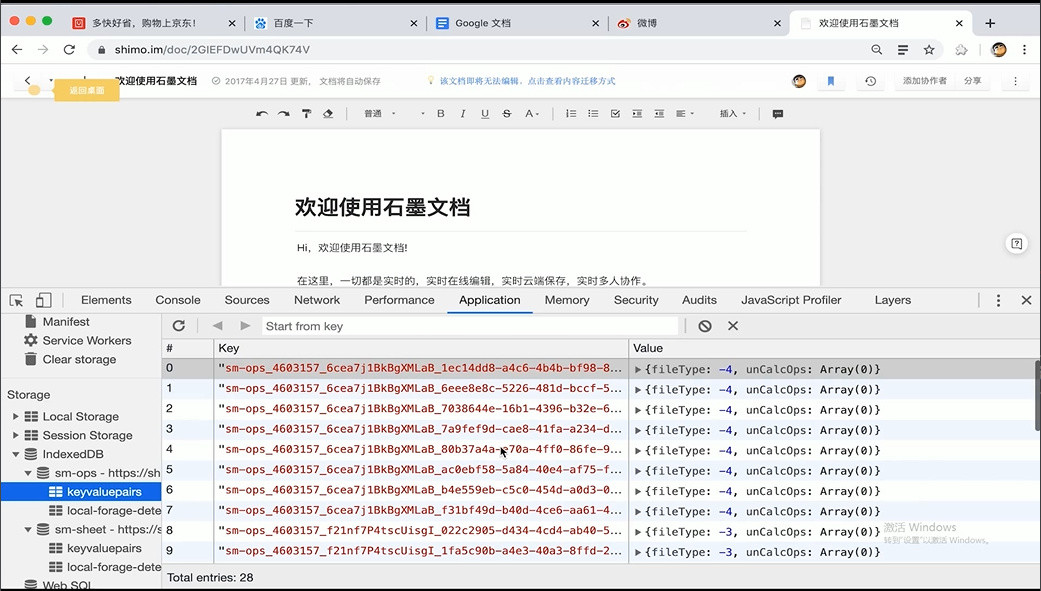 多快好省，购物上京东！
百度一下
Google 文档
微博
欢迎使用石墨文档
shimo.im/doc/2GIEFDwUVm4QK74V
欢迎使用石墨文档
2017年4月27日 更新， 文档将自动保存
该文档即将无法编辑，点击查看内容迁移方式
添加协作者
分享
返回桌面
普通
B I U S A
插入
欢迎使用石墨文档
Hi，欢迎使用石墨文档!
在这里，一切都是实时的，实时在线编辑，实时云端保存，实时多人协作。
Elements Console Sources Network Performance Application Memory Security Audits JavaScript Profiler Layers
Manifest
Service Workers
Clear storage
Storage
Local Storage
Session Storage
IndexedDB
sm-ops - https://sh
keyvaluepairs
local-forage-dete
sm-sheet - https://s
keyvaluepairs
local-forage-dete
Web SQL
Start from key
# Key Value
0 "sm-ops_4603157_6cea7j1BkBgXMLaB_1ec14dd8-a4c6-4b4b-bf98-8... {fileType: -4, unCalcOps: Array(0)}
1 "sm-ops_4603157_6cea7j1BkBgXMLaB_6eee8e8c-5226-481d-bccf-5... {fileType: -4, unCalcOps: Array(0)}
2 "sm-ops_4603157_6cea7j1BkBgXMLaB_7038644e-16b1-4396-b32e-6... {fileType: -4, unCalcOps: Array(0)}
3 "sm-ops_4603157_6cea7j1BkBgXMLaB_7a9fef9d-cae8-41fa-a234-d... {fileType: -4, unCalcOps: Array(0)}
4 "sm-ops_4603157_6cea7j1BkBgXMLaB_80b37a4a-e70a-4ff0-86fe-9... {fileType: -4, unCalcOps: Array(0)}
5 "sm-ops_4603157_6cea7j1BkBgXMLaB_ac0ebf58-5a84-40e4-af75-f... {fileType: -4, unCalcOps: Array(0)}
6 "sm-ops_4603157_6cea7j1BkBgXMLaB_b4e559eb-c5c0-454d-a0d3-0... {fileType: -4, unCalcOps: Array(0)}
7 "sm-ops_4603157_6cea7j1BkBgXMLaB_f31bf49d-b40d-4ce6-aa61-4... {fileType: -4, unCalcOps: Array(0)}
8 "sm-ops_4603157_f21nf7P4tscUisgI_022c2905-d434-4cd4-ab40-5... {fileType: -3, unCalcOps: Array(0)}
9 "sm-ops_4603157_f21nf7P4tscUisgI_1fa5c90b-a4e3-40a3-8ffd-2... {fileType: -3, unCalcOps: Array(0)}
Total entries: 28
激活 Windows
转到"设置"以激活 Windows。